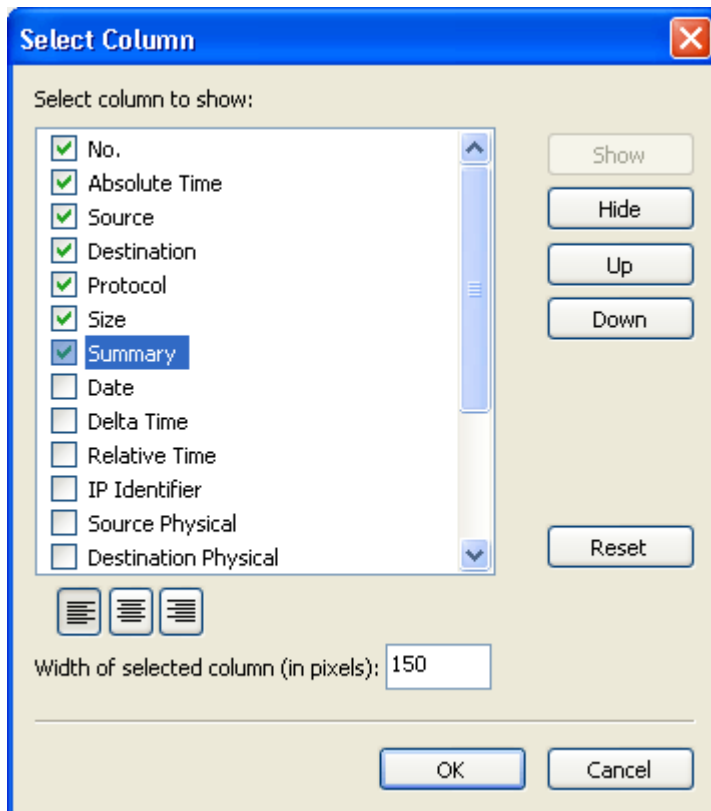 Select Column
Select column to show:
No.
Absolute Time
Source
Destination
Protocol
Size
Summary
Date
Delta Time
Relative Time
IP Identifier
Source Physical
Destination Physical
Show
Hide
Up
Down
Reset
Width of selected column (in pixels): 150
OK
Cancel